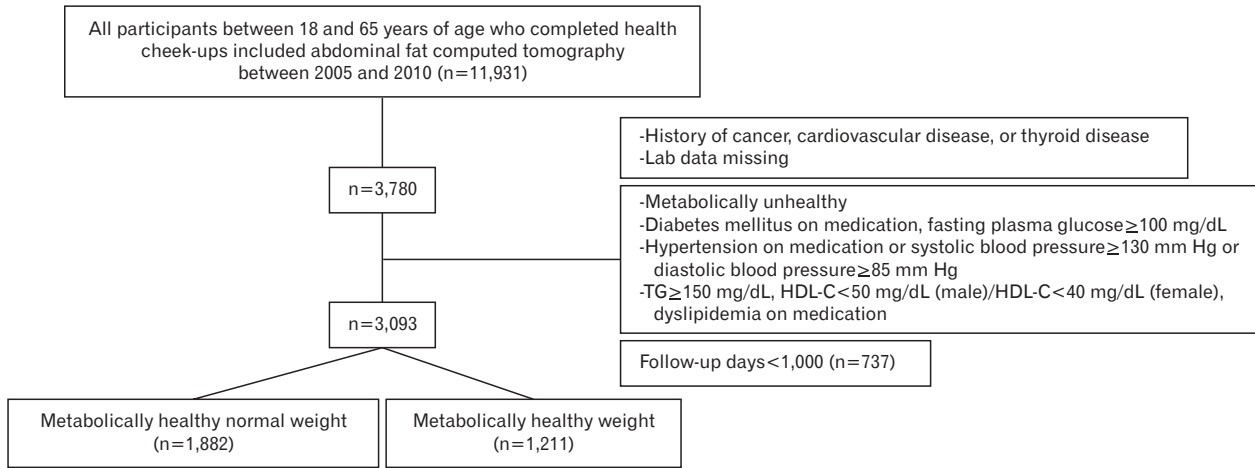 All participants between 18 and 65 years of age who completed health
cheek-ups included abdominal fat computed tomography
between 2005 and 2010 (n=11,931)
-History of cancer, cardiovascular disease, or thyroid disease
-Lab data missing
n=3,780
-Metabolically unhealthy
-Diabetes mellitus on medication, fasting plasma glucose≥100 mg/dL
-Hypertension on medication or systolic blood pressure≥130 mm Hg or
diastolic blood pressure≥85 mm Hg
-TG≥150 mg/dL, HDL-C<50 mg/dL (male)/HDL-C<40 mg/dL (female),
dyslipidemia on medication
n=3,093
Follow-up days<1,000 (n=737)
Metabolically healthy normal weight
(n=1,882)
Metabolically healthy weight
(n=1,211)